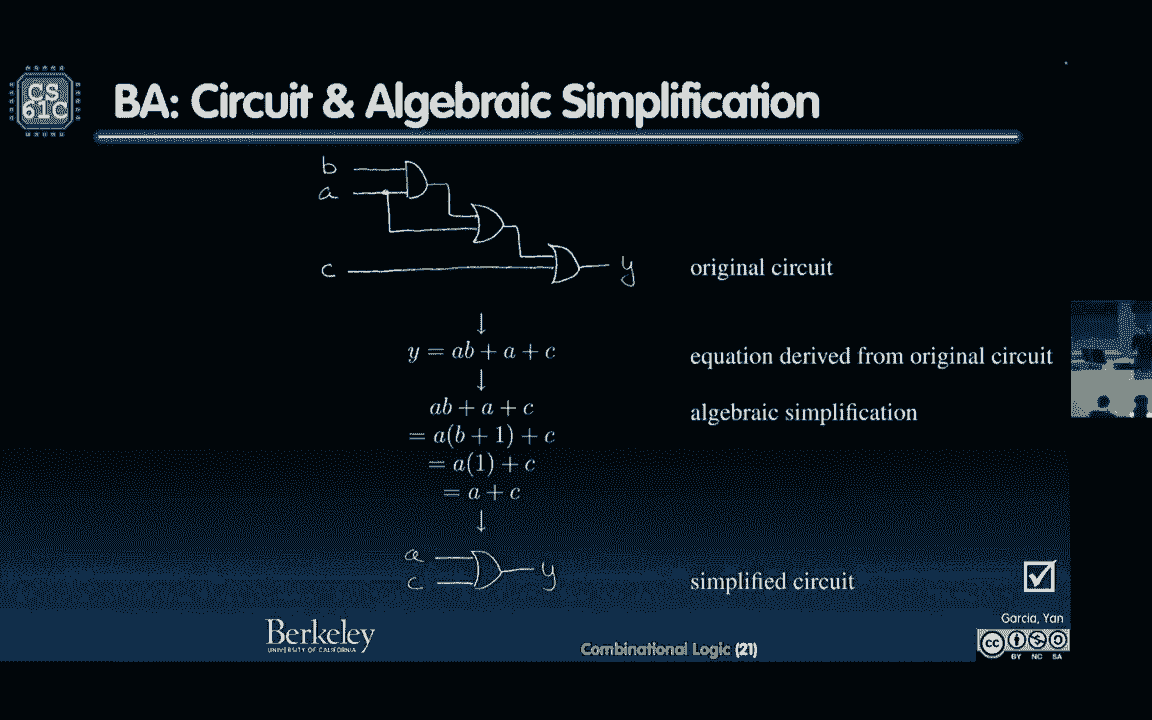 CS
61C
BA: Circuit & Algebraic Simplification
b
a
c
y
original circuit
↓
y = ab + a + c
equation derived from original circuit
↓
ab + a + c
algebraic simplification
= a(b + 1) + c
= a(1) + c
= a + c
↓
a
c
y
simplified circuit
Berkeley
UNIVERSITY OF CALIFORNIA
Combinational Logic (21)
Garcia, Yan
cc
BY NC SA